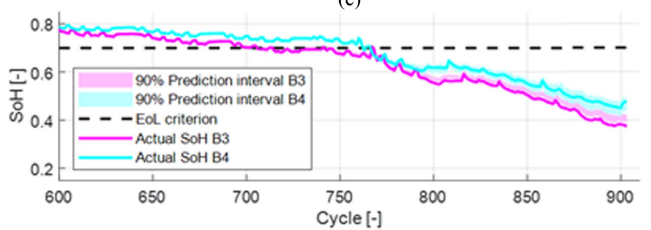 (c)
0.8
0.6
0.4
0.2
SoH [-]
90% Prediction interval B3
90% Prediction interval B4
EoL criterion
Actual SoH B3
Actual SoH B4
600 650 700 750 800 850 900
Cycle [-]